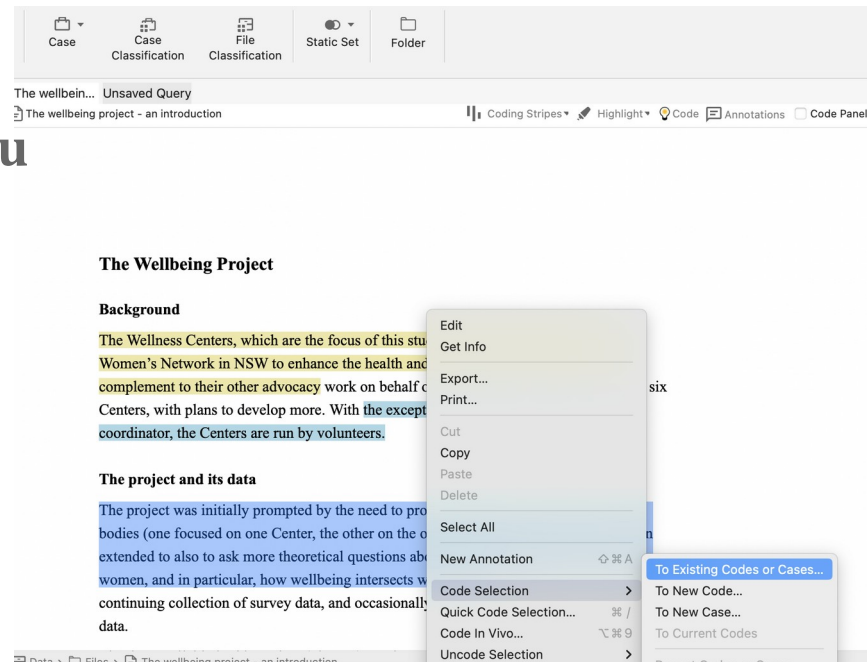 Case
Case Classification
File Classification
Static Set
Folder
The wellbein... Unsaved Query
The wellbeing project - an introduction
Coding Stripes Highlight Code Annotations Code Panel
u
The Wellbeing Project
Background
The Wellness Centers, which are the focus of this stu
Women's Network in NSW to enhance the health and
complement to their other advocacy work on behalf o six
Centers, with plans to develop more. With the except
coordinator, the Centers are run by volunteers.
The project and its data
The project was initially prompted by the need to pro
bodies (one focused on one Center, the other on the o n
extended to also to ask more theoretical questions abo
women, and in particular, how wellbeing intersects w
continuing collection of survey data, and occasionally
data.
Edit
Get Info
Export...
Print...
Cut
Copy
Paste
Delete
Select All
New Annotation ⇧⌘A
Code Selection >
Quick Code Selection... ⌘/
Code In Vivo... ⌥⌘9
Uncode Selection >
To Existing Codes or Cases...
To New Code...
To New Case...
To Current Codes
Data > Files > The wellbeing project - an introduction